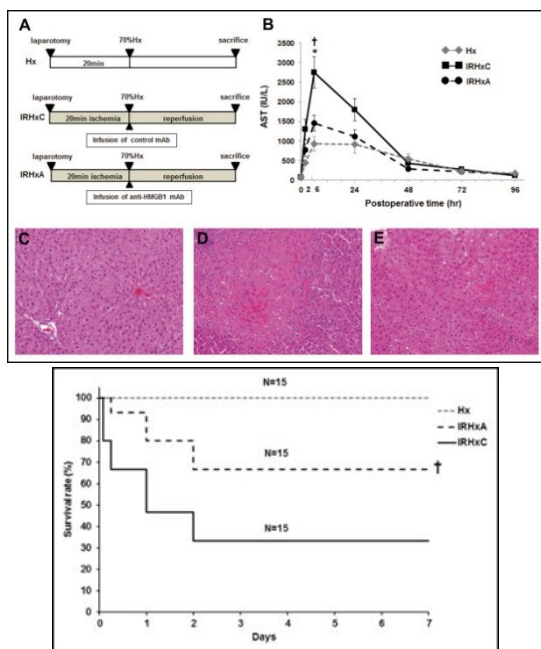 A
laparotomy 70%Hx sacrifice
Hx
20min
70%Hx sacrifice
IRHxC
20min ischemia reperfusion
Infusion of control mAb
70%Hx sacrifice
IRHxA
20min ischemia reperfusion
Infusion of anti-HMGB1 mAb
B
AST (IU/L)
3500
3000
2500
2000
1500
1000
500
0
†
*
Hx
IRHxC
IRHxA
0 2 6 24 48 72 96
Postoperative time (hr)
C D E
Survival rate (%)
100
90
80
70
60
50
40
30
20
10
0
N=15
N=15
N=15
Hx
IRHxA
IRHxC
†
0 1 2 3 4 5 6 7
Days